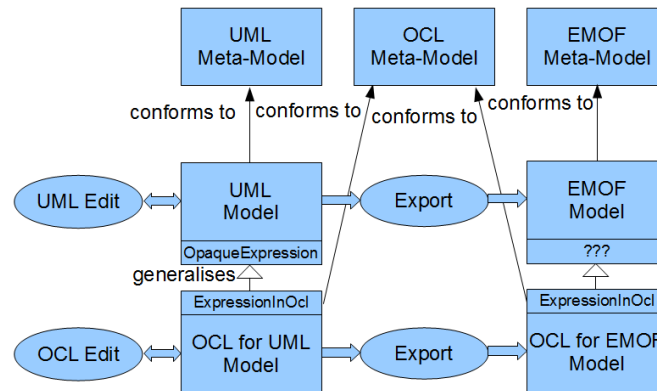 UML
Meta-Model
OCL
Meta-Model
EMOF
Meta-Model
conforms to
conforms to
conforms to
conforms to
UML Edit
UML
Model
OpaqueExpression
Export
EMOF
Model
???
generalises
ExpressionInOcl
ExpressionInOcl
OCL Edit
OCL for UML
Model
Export
OCL for EMOF
Model